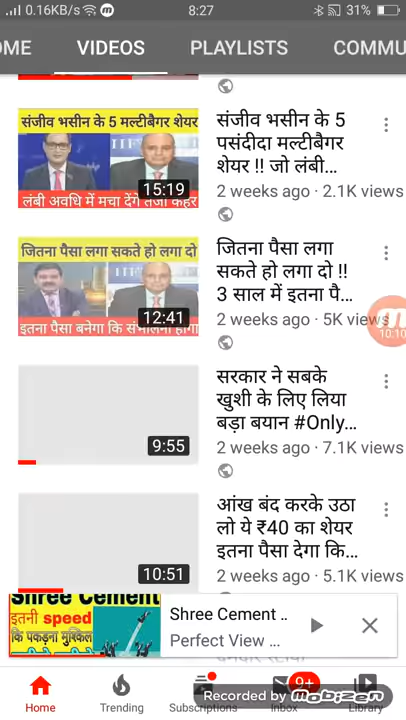 0.16KB/s 8:27 31%
OME VIDEOS PLAYLISTS COMMU
संजीव भसीन के 5 मल्टीबैगर शेयर
लंबी अवधि में मचा देंगे तेजी कहर
15:19
संजीव भसीन के 5
पसंदीदा मल्टीबैगर
शेयर !! जो लंबी...
2 weeks ago · 2.1K views
जितना पैसा लगा सकते हो लगा दो
इतना पैसा बनेगा कि संभालना होगा
12:41
जितना पैसा लगा
सकते हो लगा दो !!
3 साल में इतना पै...
2 weeks ago · 5K views
10:10
9:55
सरकार ने सबके
खुशी के लिए लिया
बड़ा बयान #Only...
2 weeks ago · 7.1K views
10:51
आंख बंद करके उठा
लो ये ₹40 का शेयर
इतना पैसा देगा कि...
2 weeks ago · 5.1K views
Shree Cement
इतनी speed
कि पकड़ना मुश्किल
Shree Cement ..
Perfect View ...
9+
Home Trending Subscriptions Inbox Library
Recorded by mobizen